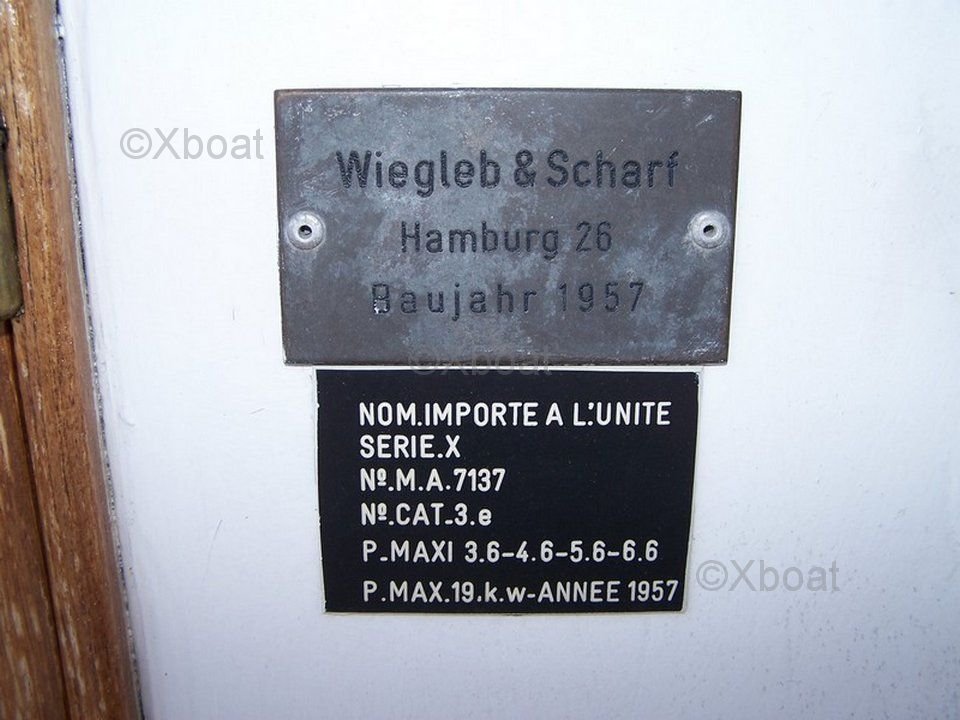 ©Xboat
Wiegleb & Scharf
Hamburg 26
Baujahr 1957
©Xboat
NOM.IMPORTE A L'.UNITE
SERIE.X
Nº.M.A.7137
Nº.CAT-3.e
P-MAXI 3.6-4.6-5.6-6.6
P.MAX.19.k.w-ANNEE 1957
©Xboat